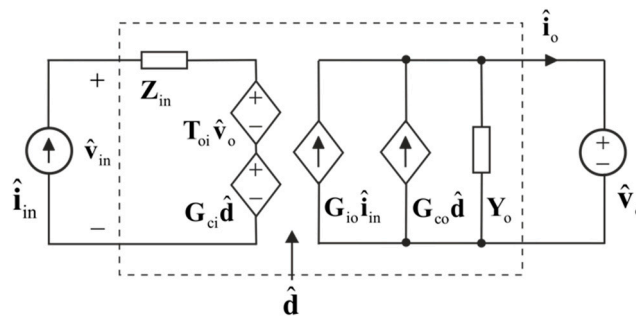 î_o
+
Z_in
+
−
T_oi v̂_o
v̂_in
î_in
+
−
G_ci d̂
G_io î_in
G_co d̂
Y_o
+
−
−
d̂